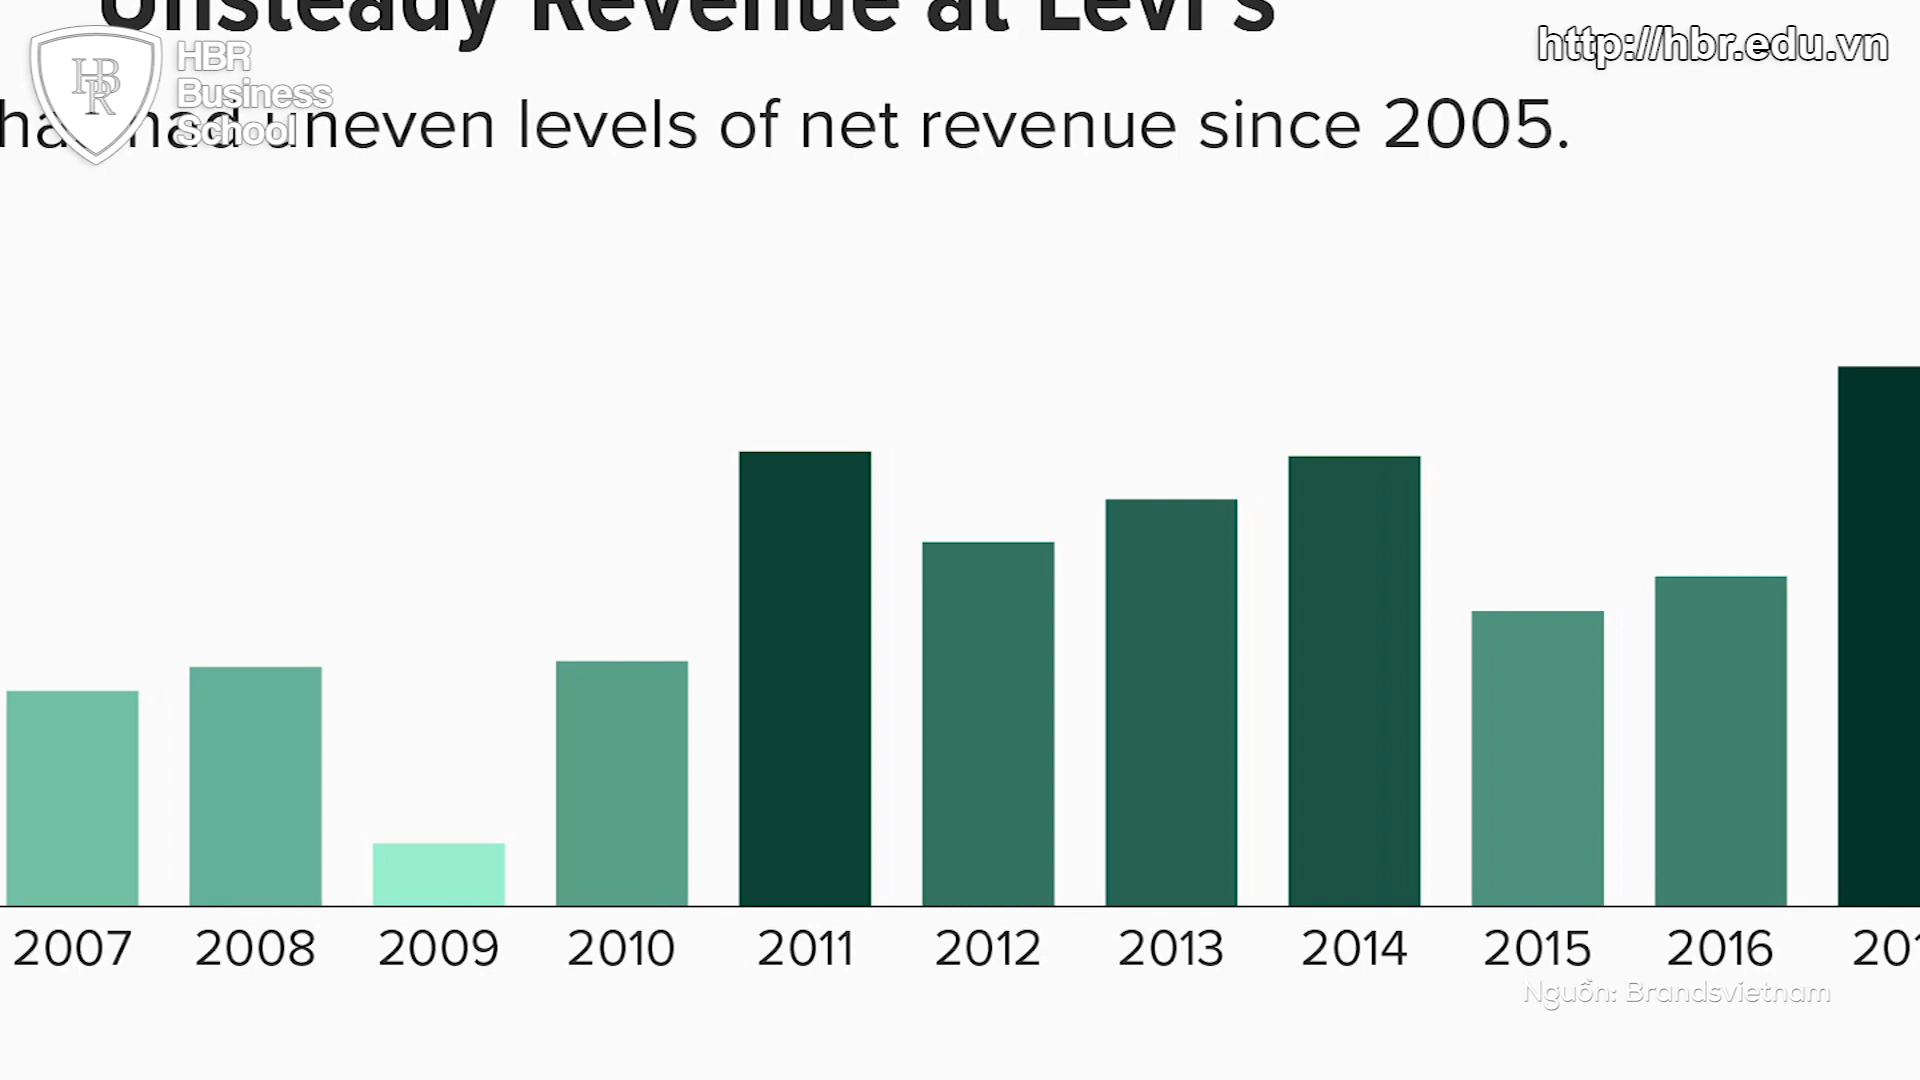 Unsteady Revenue at Levi's
HBR
Business
School
http://hbr.edu.vn
had uneven levels of net revenue since 2005.
2007 2008 2009 2010 2011 2012 2013 2014 2015 2016
Nguồn: Brandsvietnam